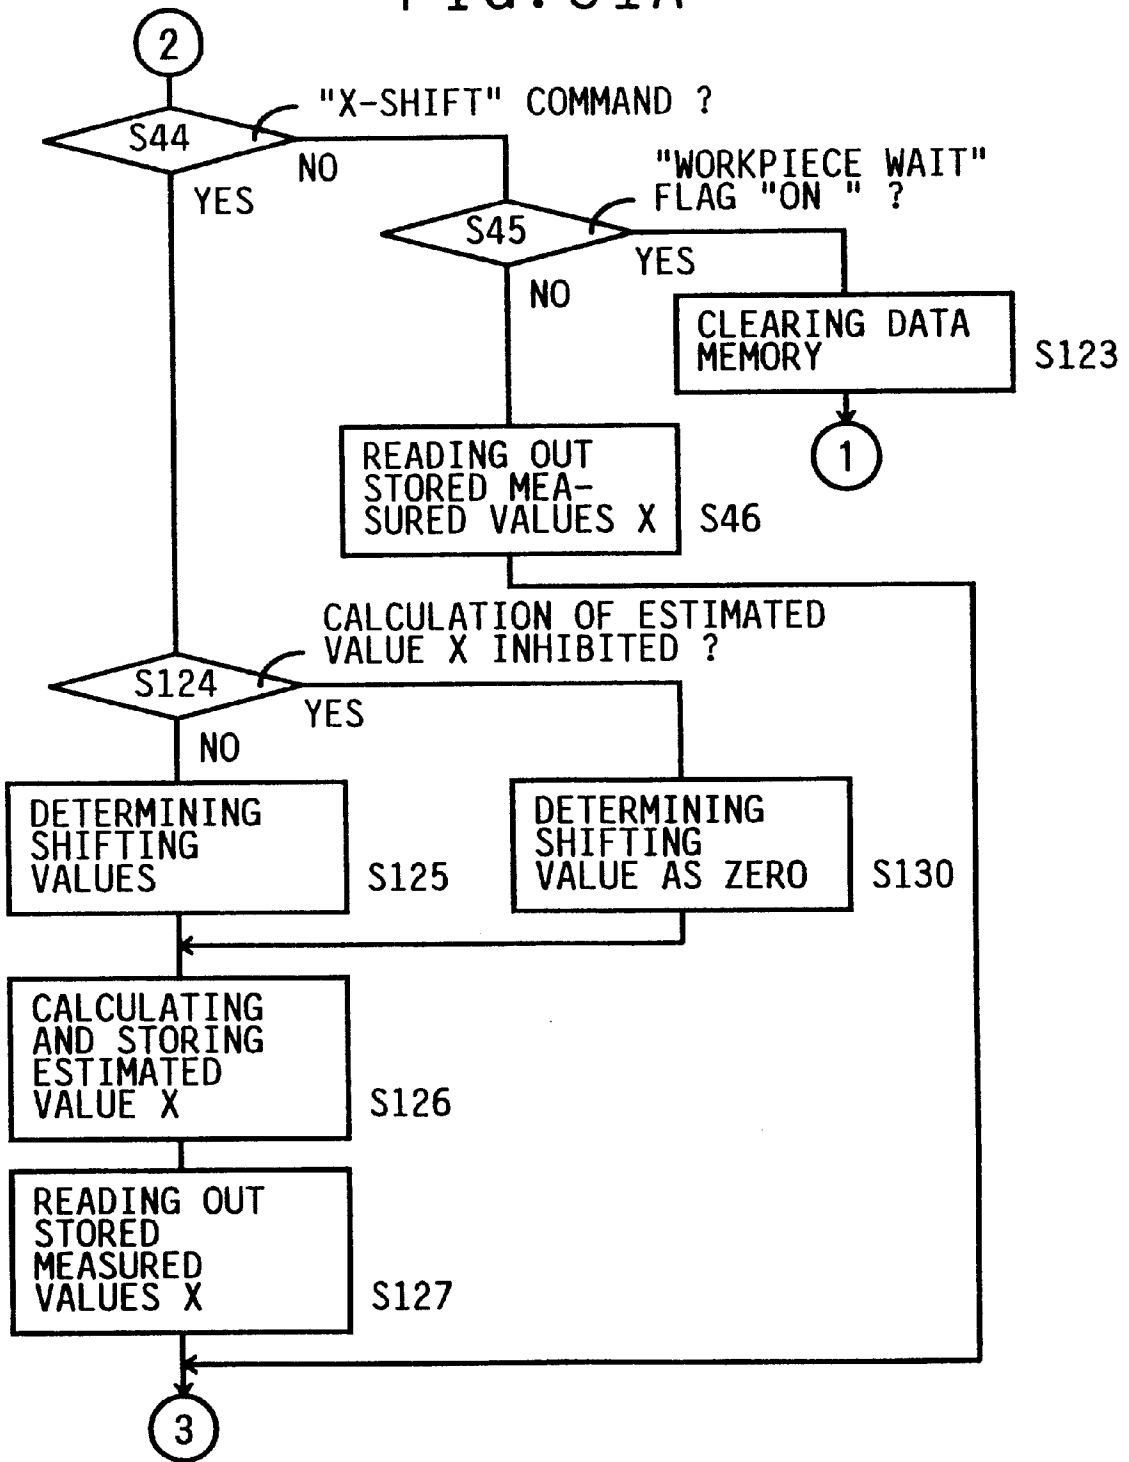 ②
"X-SHIFT" COMMAND ?
S44
NO
YES
"WORKPIECE WAIT"
FLAG "ON " ?
S45
YES
NO
CLEARING DATA
MEMORY
S123
①
READING OUT
STORED MEA-
SURED VALUES X
S46
CALCULATION OF ESTIMATED
VALUE X INHIBITED ?
S124
YES
NO
DETERMINING
SHIFTING
VALUES
S125
DETERMINING
SHIFTING
VALUE AS ZERO
S130
CALCULATING
AND STORING
ESTIMATED
VALUE X
S126
READING OUT
STORED
MEASURED
VALUES X
S127
③